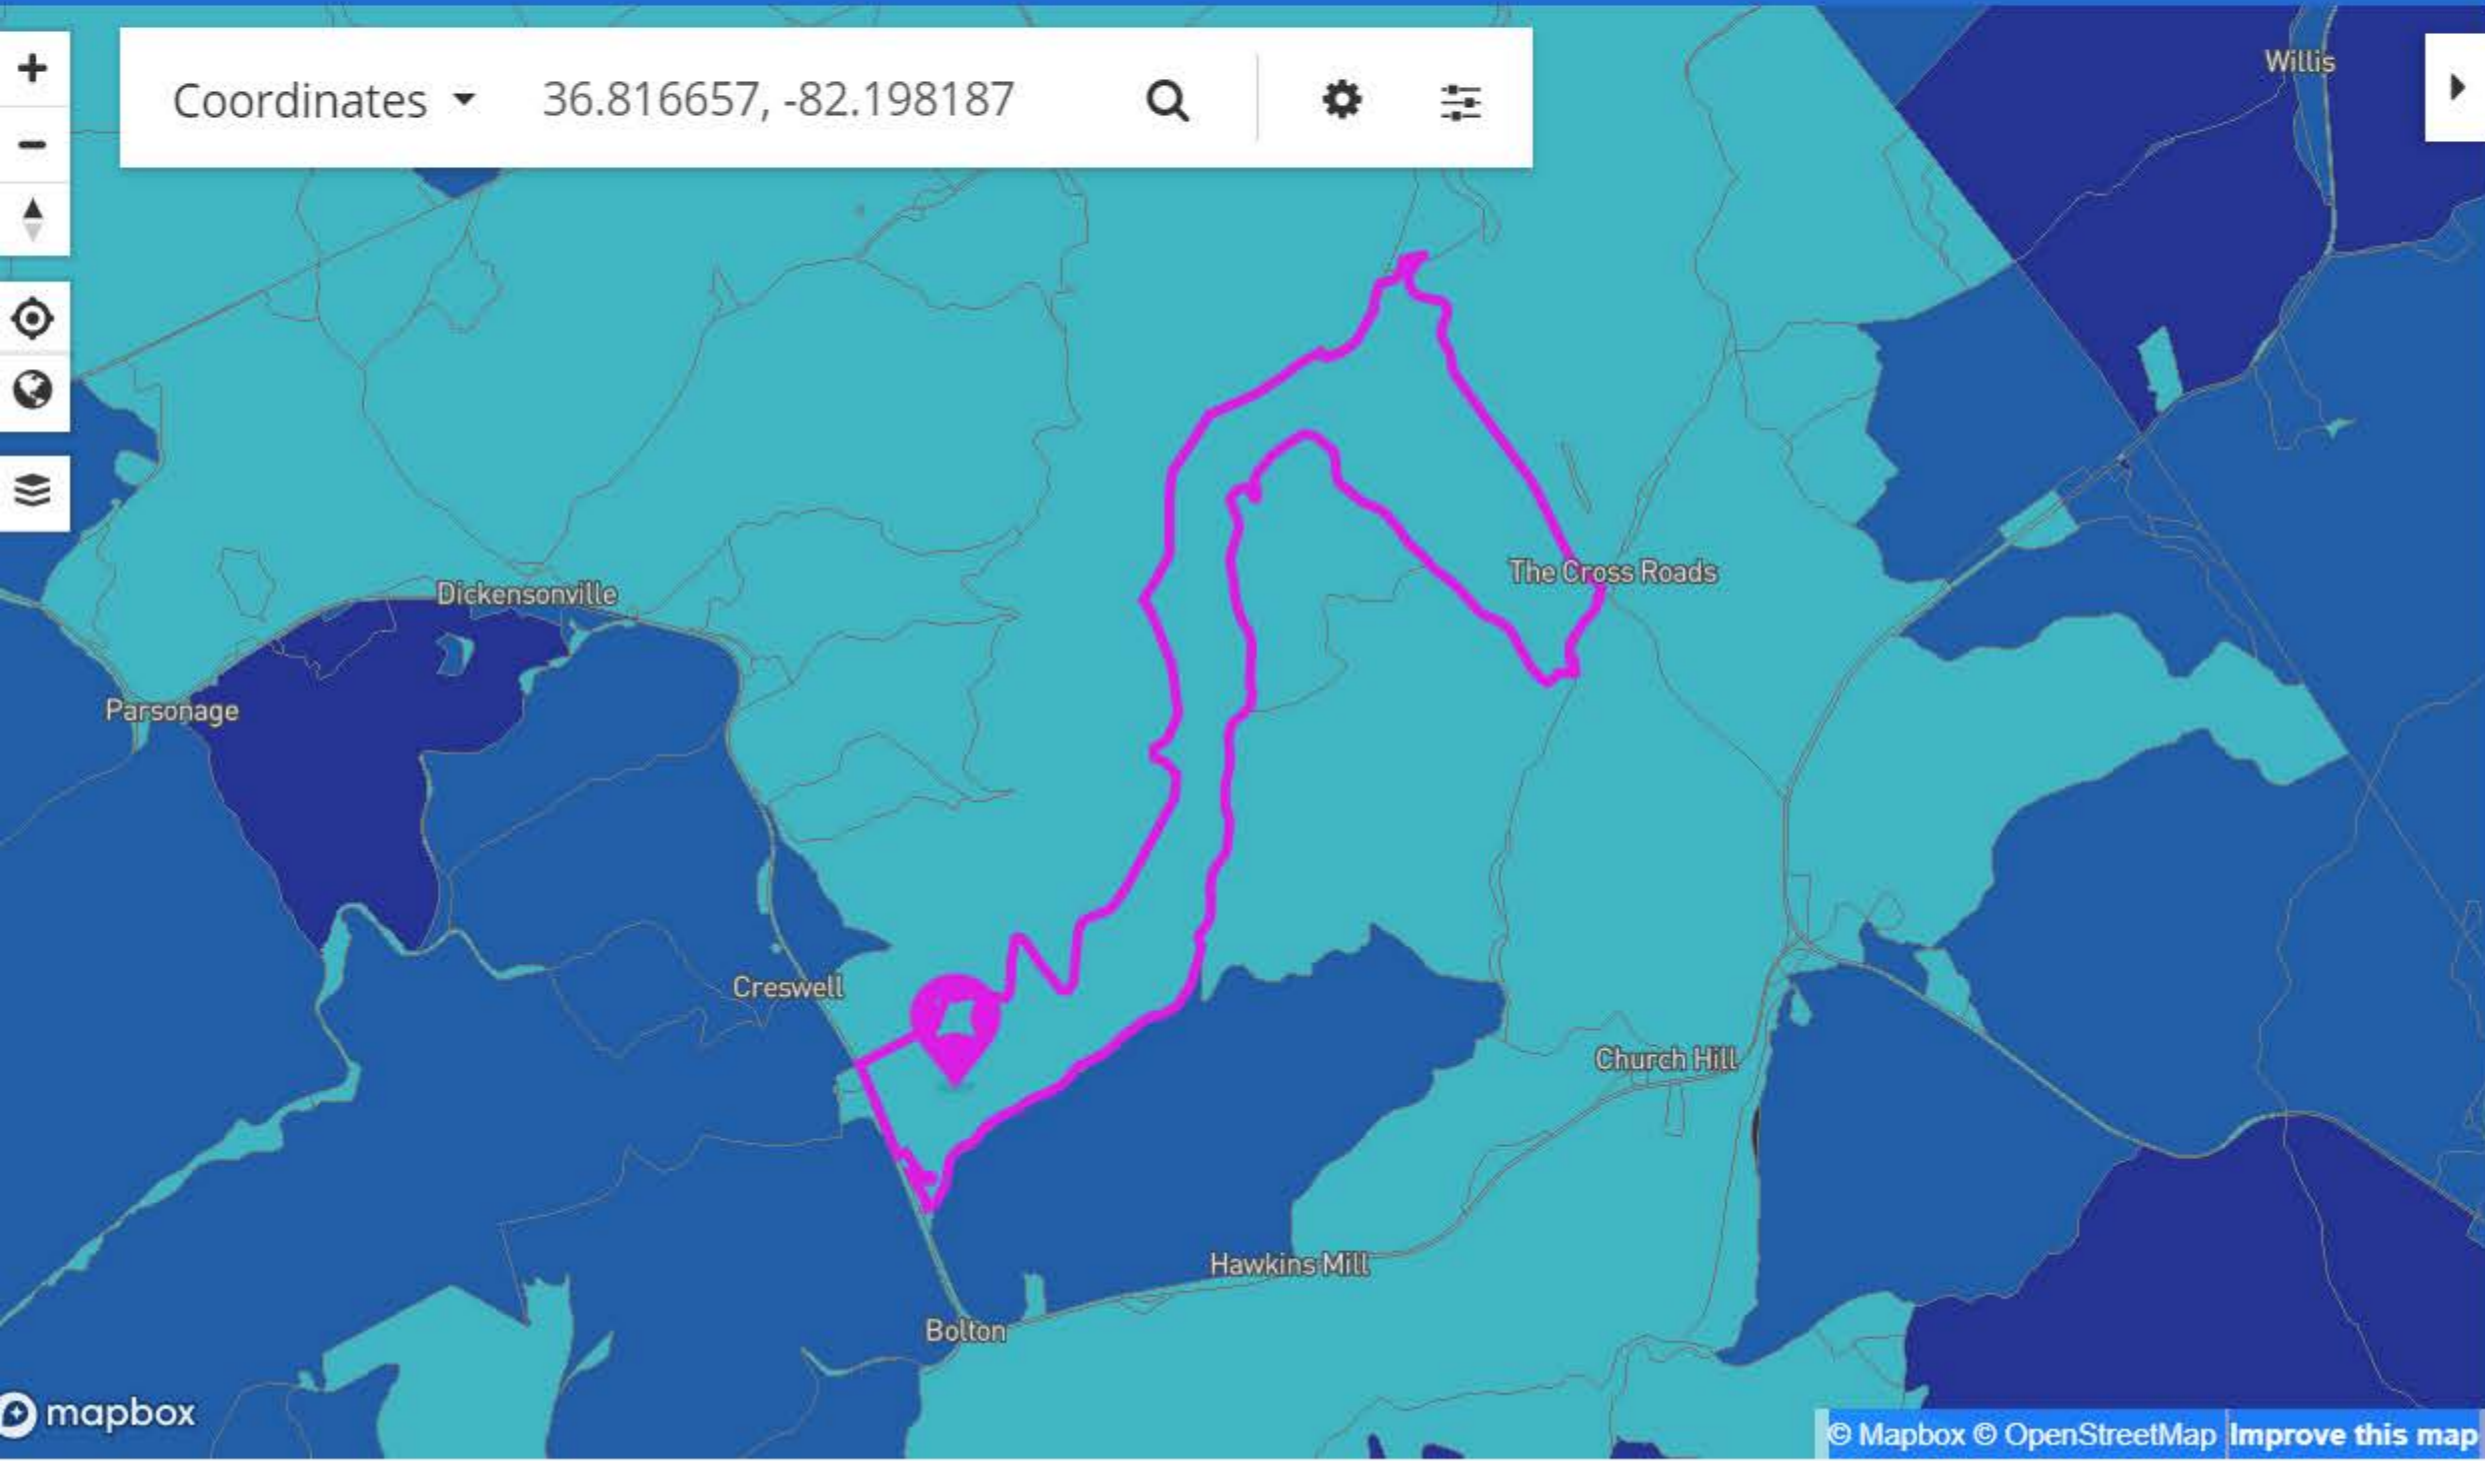 Willis
Coordinates
36.816657, -82.198187
The Cross Roads
Dickensonville
Parsonage
Creswell
Church Hill
Hawkins Mill
Bolton
mapbox
© Mapbox © OpenStreetMap Improve this map